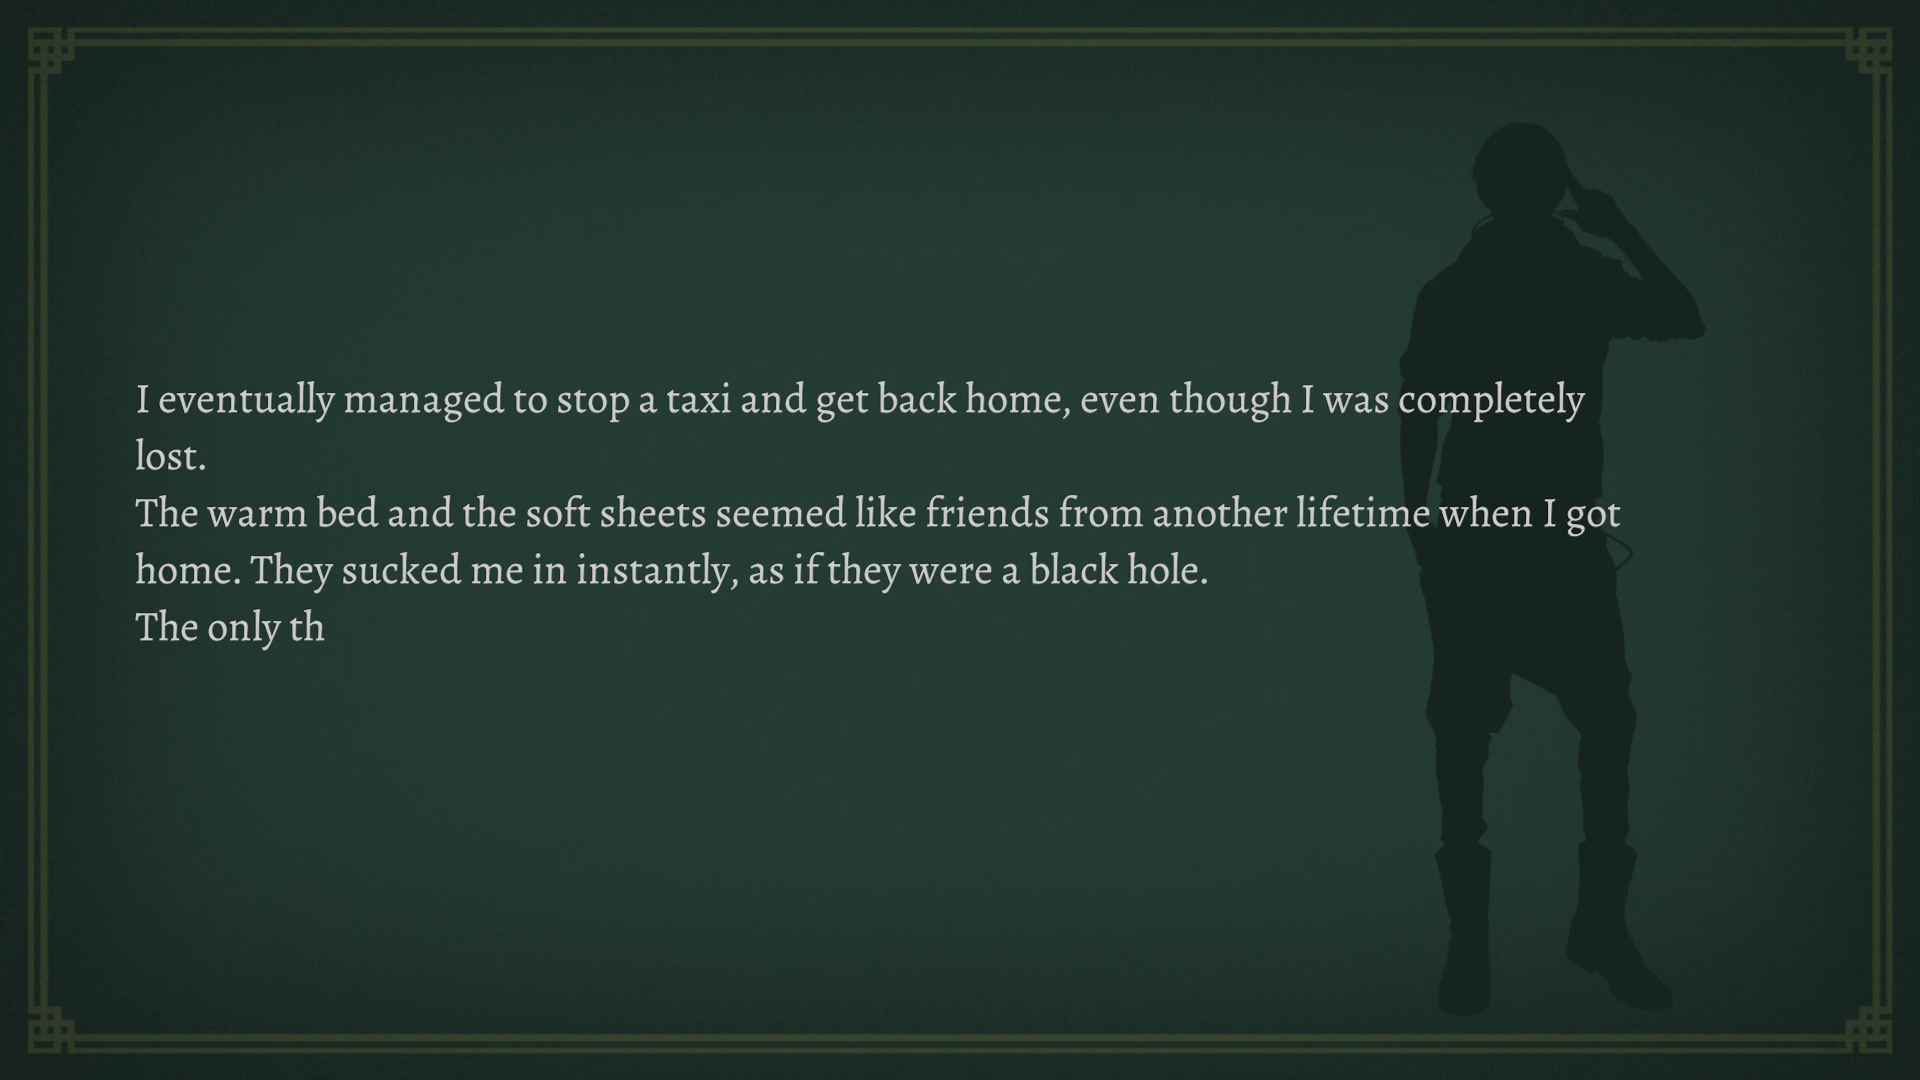 I eventually managed to stop a taxi and get back home, even though I was completely
lost.
The warm bed and the soft sheets seemed like friends from another lifetime when I got
home. They sucked me in instantly, as if they were a black hole.
The only th